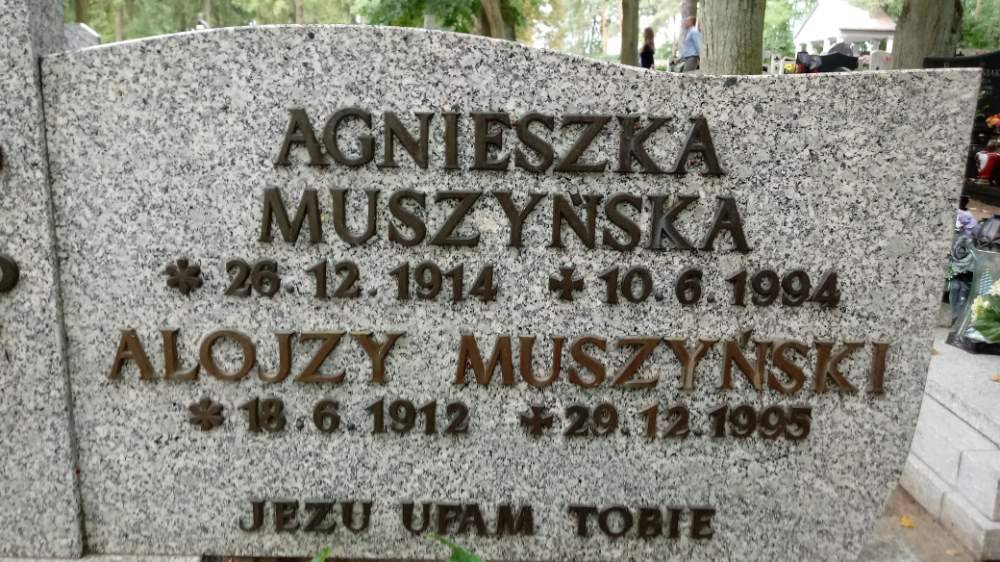 AGNIESZKA
MUSZYŃSKA
* 26.12.1914 ✝ 10.6.1994
ALOJZY MUSZYŃSKI
* 18.6.1912 ✝ 29.12.1995
JEZU UFAM TOBIE